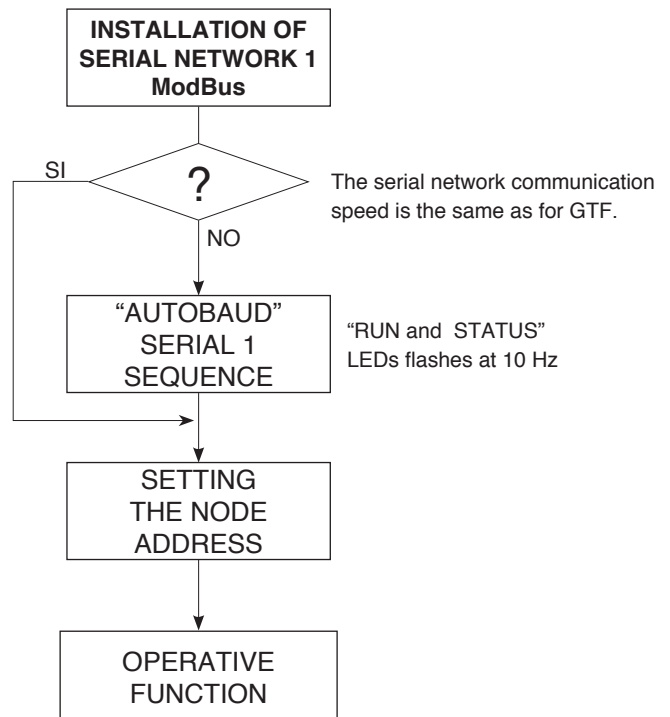 INSTALLATION OF
SERIAL NETWORK 1
ModBus
SI
?
The serial network communication
speed is the same as for GTF.
NO
“AUTOBAUD”
SERIAL 1
SEQUENCE
“RUN and STATUS”
LEDs flashes at 10 Hz
SETTING
THE NODE
ADDRESS
OPERATIVE
FUNCTION